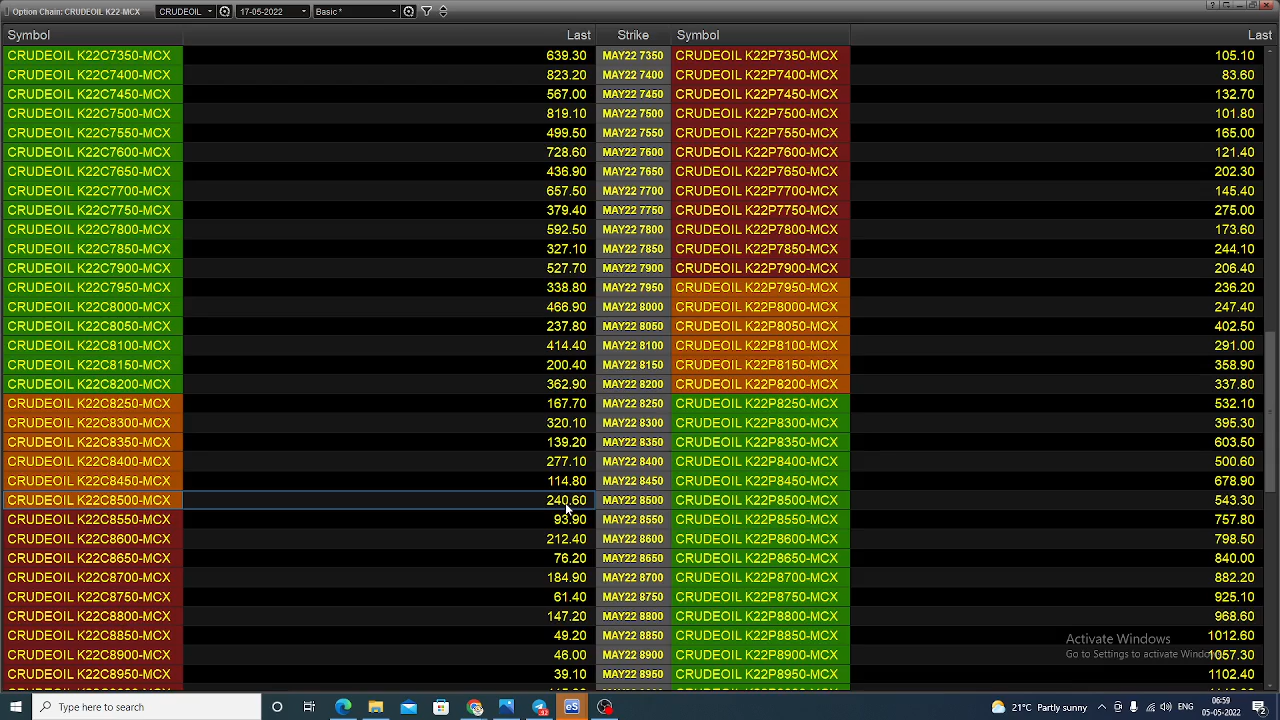 Option Chain: CRUDEOIL K22-MCX CRUDEOIL 17-05-2022 Basic *
Symbol Last Strike Symbol Last
CRUDEOIL K22C7350-MCX 639.30 MAY22 7350 CRUDEOIL K22P7350-MCX 105.10
CRUDEOIL K22C7400-MCX 823.20 MAY22 7400 CRUDEOIL K22P7400-MCX 83.60
CRUDEOIL K22C7450-MCX 567.00 MAY22 7450 CRUDEOIL K22P7450-MCX 132.70
CRUDEOIL K22C7500-MCX 819.10 MAY22 7500 CRUDEOIL K22P7500-MCX 101.80
CRUDEOIL K22C7550-MCX 499.50 MAY22 7550 CRUDEOIL K22P7550-MCX 165.00
CRUDEOIL K22C7600-MCX 728.60 MAY22 7600 CRUDEOIL K22P7600-MCX 121.40
CRUDEOIL K22C7650-MCX 436.90 MAY22 7650 CRUDEOIL K22P7650-MCX 202.30
CRUDEOIL K22C7700-MCX 657.50 MAY22 7700 CRUDEOIL K22P7700-MCX 145.40
CRUDEOIL K22C7750-MCX 379.40 MAY22 7750 CRUDEOIL K22P7750-MCX 275.00
CRUDEOIL K22C7800-MCX 592.50 MAY22 7800 CRUDEOIL K22P7800-MCX 173.60
CRUDEOIL K22C7850-MCX 327.10 MAY22 7850 CRUDEOIL K22P7850-MCX 244.10
CRUDEOIL K22C7900-MCX 527.70 MAY22 7900 CRUDEOIL K22P7900-MCX 206.40
CRUDEOIL K22C7950-MCX 338.80 MAY22 7950 CRUDEOIL K22P7950-MCX 236.20
CRUDEOIL K22C8000-MCX 466.90 MAY22 8000 CRUDEOIL K22P8000-MCX 247.40
CRUDEOIL K22C8050-MCX 237.80 MAY22 8050 CRUDEOIL K22P8050-MCX 402.50
CRUDEOIL K22C8100-MCX 414.40 MAY22 8100 CRUDEOIL K22P8100-MCX 291.00
CRUDEOIL K22C8150-MCX 200.40 MAY22 8150 CRUDEOIL K22P8150-MCX 358.90
CRUDEOIL K22C8200-MCX 362.90 MAY22 8200 CRUDEOIL K22P8200-MCX 337.80
CRUDEOIL K22C8250-MCX 167.70 MAY22 8250 CRUDEOIL K22P8250-MCX 532.10
CRUDEOIL K22C8300-MCX 320.10 MAY22 8300 CRUDEOIL K22P8300-MCX 395.30
CRUDEOIL K22C8350-MCX 139.20 MAY22 8350 CRUDEOIL K22P8350-MCX 603.50
CRUDEOIL K22C8400-MCX 277.10 MAY22 8400 CRUDEOIL K22P8400-MCX 500.60
CRUDEOIL K22C8450-MCX 114.80 MAY22 8450 CRUDEOIL K22P8450-MCX 678.90
CRUDEOIL K22C8500-MCX 240.60 MAY22 8500 CRUDEOIL K22P8500-MCX 543.30
CRUDEOIL K22C8550-MCX 93.90 MAY22 8550 CRUDEOIL K22P8550-MCX 757.80
CRUDEOIL K22C8600-MCX 212.40 MAY22 8600 CRUDEOIL K22P8600-MCX 798.50
CRUDEOIL K22C8650-MCX 76.20 MAY22 8650 CRUDEOIL K22P8650-MCX 840.00
CRUDEOIL K22C8700-MCX 184.90 MAY22 8700 CRUDEOIL K22P8700-MCX 882.20
CRUDEOIL K22C8750-MCX 61.40 MAY22 8750 CRUDEOIL K22P8750-MCX 925.10
CRUDEOIL K22C8800-MCX 147.20 MAY22 8800 CRUDEOIL K22P8800-MCX 968.60
CRUDEOIL K22C8850-MCX 49.20 MAY22 8850 CRUDEOIL K22P8850-MCX 1012.60
CRUDEOIL K22C8900-MCX 46.00 MAY22 8900 CRUDEOIL K22P8900-MCX 1057.30
CRUDEOIL K22C8950-MCX 39.10 MAY22 8950 CRUDEOIL K22P8950-MCX 1102.40
Activate Windows
Go to Settings to activate Windows.
Type here to search
21°C Partly sunny ENG 06:59
05-05-2022